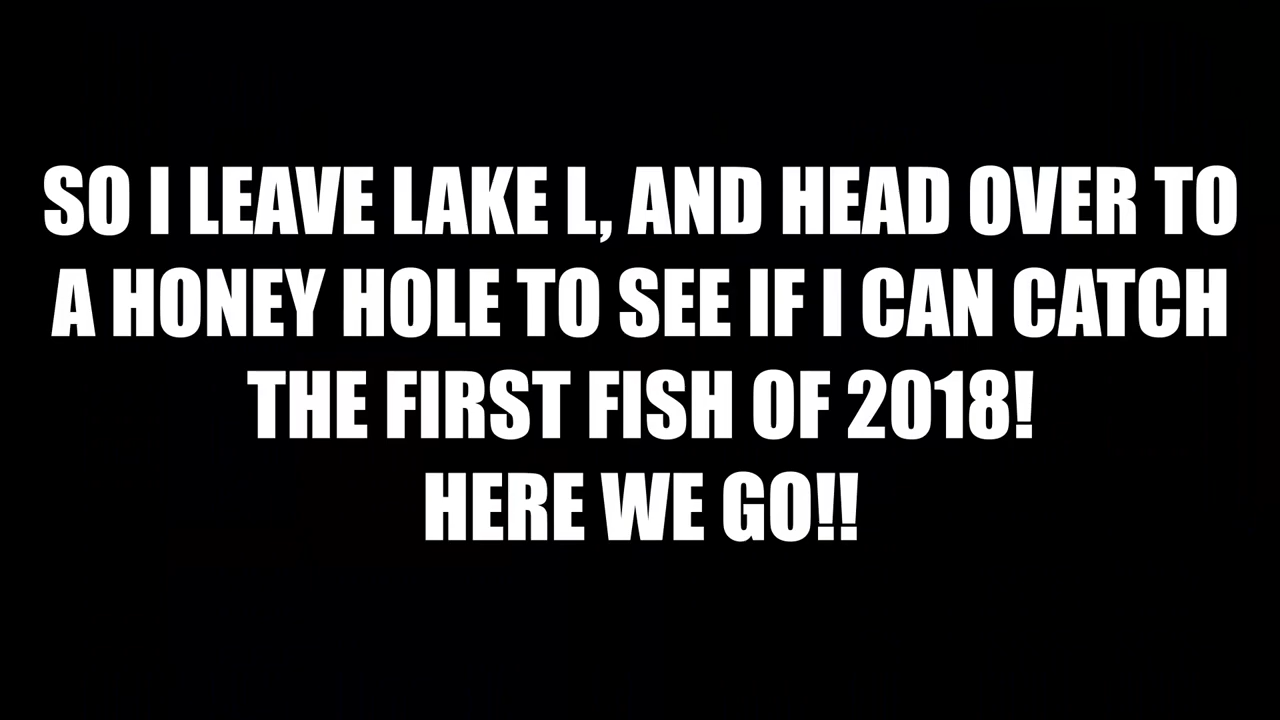 SO I LEAVE LAKE L, AND HEAD OVER TO
A HONEY HOLE TO SEE IF I CAN CATCH
THE FIRST FISH OF 2018!
HERE WE GO!!